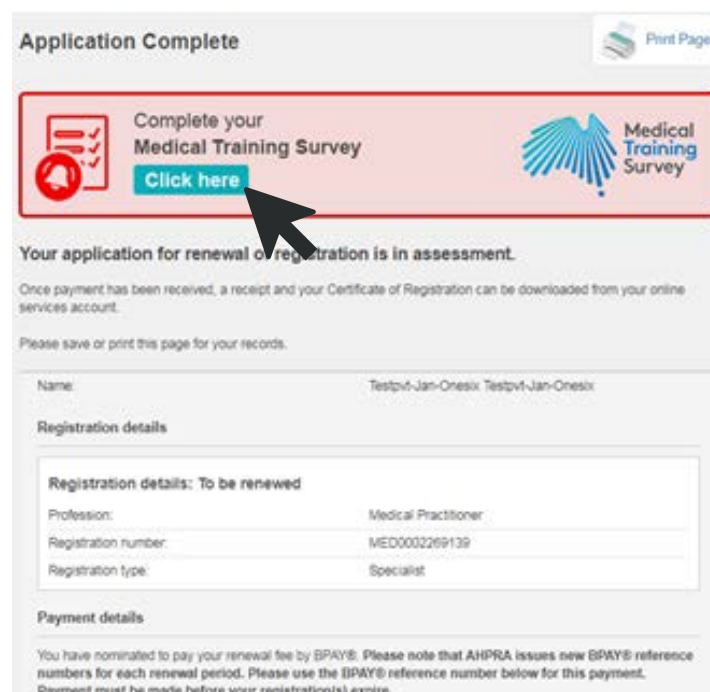 Application Complete
Print Page
Complete your
Medical Training Survey
Click here
Medical
Training
Survey
Your application for renewal of registration is in assessment.
Once payment has been received, a receipt and your Certificate of Registration can be downloaded from your online
services account.
Please save or print this page for your records.
Name: Testpvt-Jan-Onesix Testpvt-Jan-Onesix
Registration details
Registration details: To be renewed
Profession: Medical Practitioner
Registration number: MED0002269139
Registration type: Specialist
Payment details
You have nominated to pay your renewal fee by BPAY®. Please note that AHPRA issues new BPAY® reference
numbers for each renewal period. Please use the BPAY® reference number below for this payment.
Payment must be made before your registration(s) expire.